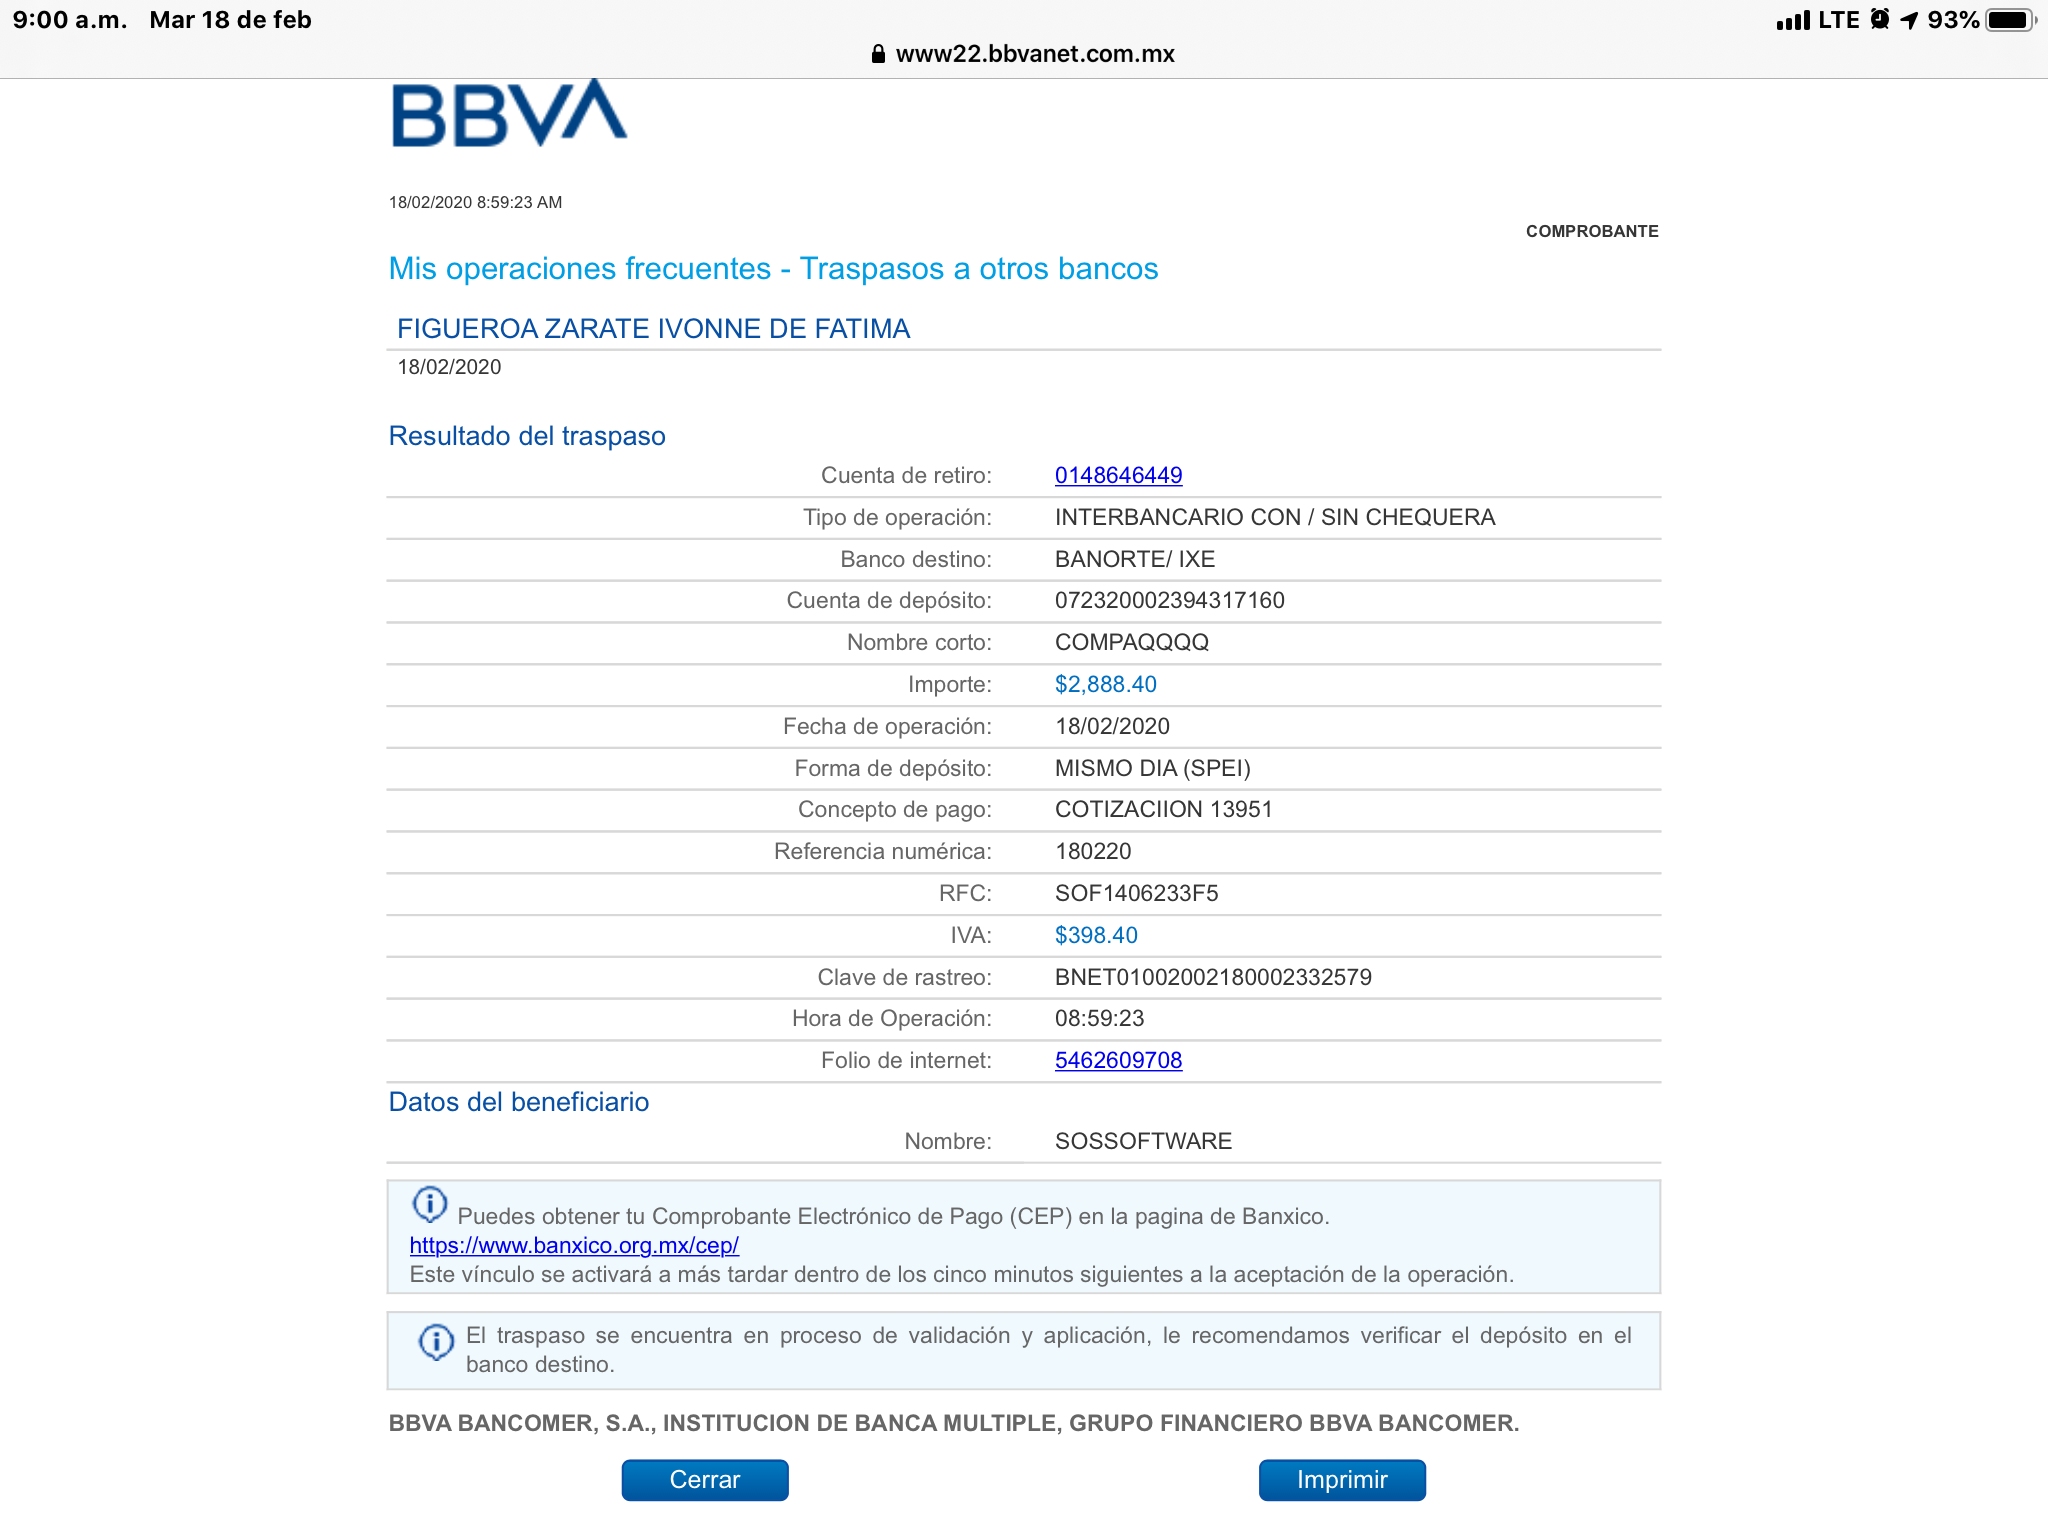 9:00 a.m. Mar 18 de feb LTE 93%
www22.bbvanet.com.mx
BBVA
18/02/2020 8:59:23 AM
COMPROBANTE
Mis operaciones frecuentes - Traspasos a otros bancos
FIGUEROA ZARATE IVONNE DE FATIMA
18/02/2020
Resultado del traspaso
Cuenta de retiro: 0148646449
Tipo de operación: INTERBANCARIO CON / SIN CHEQUERA
Banco destino: BANORTE/ IXE
Cuenta de depósito: 072320002394317160
Nombre corto: COMPAQQQQ
Importe: $2,888.40
Fecha de operación: 18/02/2020
Forma de depósito: MISMO DIA (SPEI)
Concepto de pago: COTIZACIION 13951
Referencia numérica: 180220
RFC: SOF1406233F5
IVA: $398.40
Clave de rastreo: BNET01002002180002332579
Hora de Operación: 08:59:23
Folio de internet: 5462609708
Datos del beneficiario
Nombre: SOSSOFTWARE
Puedes obtener tu Comprobante Electrónico de Pago (CEP) en la pagina de Banxico.
https://www.banxico.org.mx/cep/
Este vínculo se activará a más tardar dentro de los cinco minutos siguientes a la aceptación de la operación.
El traspaso se encuentra en proceso de validación y aplicación, le recomendamos verificar el depósito en el
banco destino.
BBVA BANCOMER, S.A., INSTITUCION DE BANCA MULTIPLE, GRUPO FINANCIERO BBVA BANCOMER.
Cerrar Imprimir